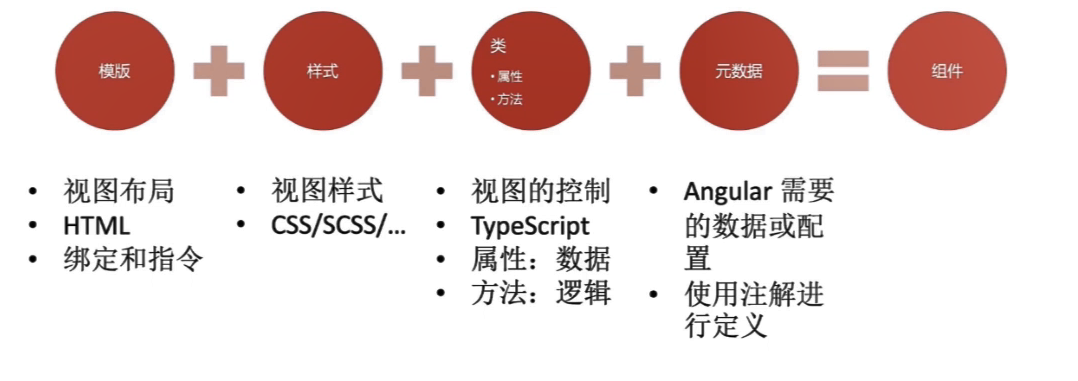 模版
样式
类
• 属性
• 方法
元数据
组件
• 视图布局
• HTML
• 绑定和指令
• 视图样式
• CSS/SCSS/...
• 视图的控制
• TypeScript
• 属性：数据
• 方法：逻辑
• Angular 需要
的数据或配
置
• 使用注解进
行定义